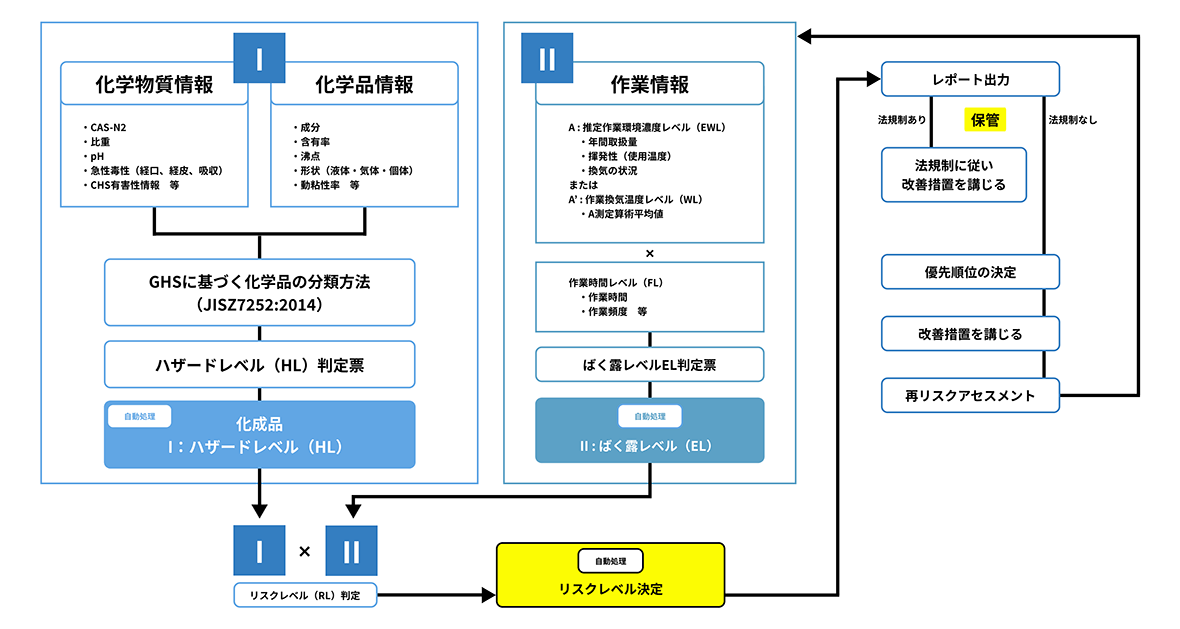 I
化学物質情報
・CAS-N2
・比重
・pH
・急性毒性（経口、経皮、吸収）
・CHS有害性情報　等
化学品情報
・成分
・含有率
・沸点
・形状（液体・気体・個体）
・動粘性率　等
GHSに基づく化学品の分類方法
（JISZ7252:2014）
ハザードレベル（HL）判定票
自動処理
化成品
I：ハザードレベル（HL）
II
作業情報
A：推定作業環境濃度レベル（EWL）
・年間取扱量
・揮発性（使用温度）
・換気の状況
または
A’：作業換気温度レベル（WL）
・A測定算術平均値
×
作業時間レベル（FL）
・作業時間
・作業頻度　等
ばく露レベルEL判定票
自動処理
II：ばく露レベル（EL）
I × II
リスクレベル（RL）判定
自動処理
リスクレベル決定
レポート出力
法規制あり
保管
法規制なし
法規制に従い
改善措置を講じる
優先順位の決定
改善措置を講じる
再リスクアセスメント